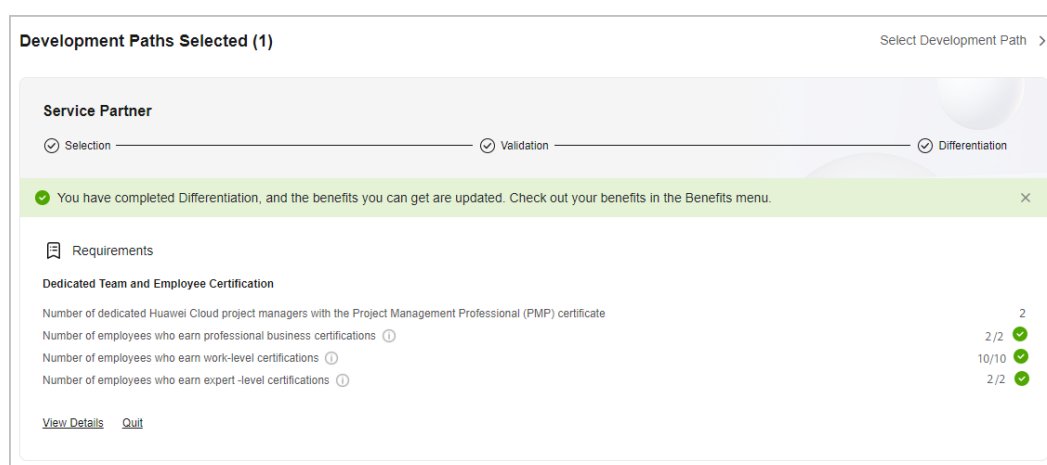 Development Paths Selected (1) Select Development Path >
Service Partner
Selection Validation Differentiation
You have completed Differentiation, and the benefits you can get are updated. Check out your benefits in the Benefits menu.
Requirements
Dedicated Team and Employee Certification
Number of dedicated Huawei Cloud project managers with the Project Management Professional (PMP) certificate 2
Number of employees who earn professional business certifications 2/2
Number of employees who earn work-level certifications 10/10
Number of employees who earn expert -level certifications 2/2
View Details Quit